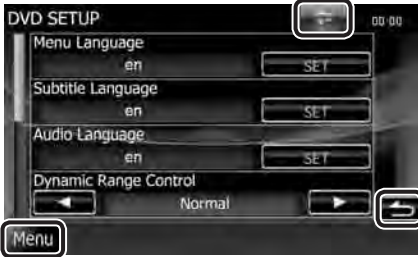 DVD SETUP 00:00
Menu Language
en SET
Subtitle Language
en SET
Audio Language
en SET
Dynamic Range Control
Normal
Menu